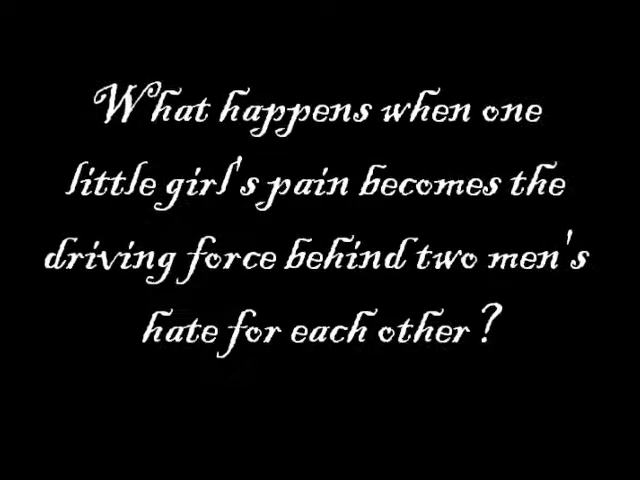 What happens when one
little girl's pain becomes the
driving force behind two men's
hate for each other?